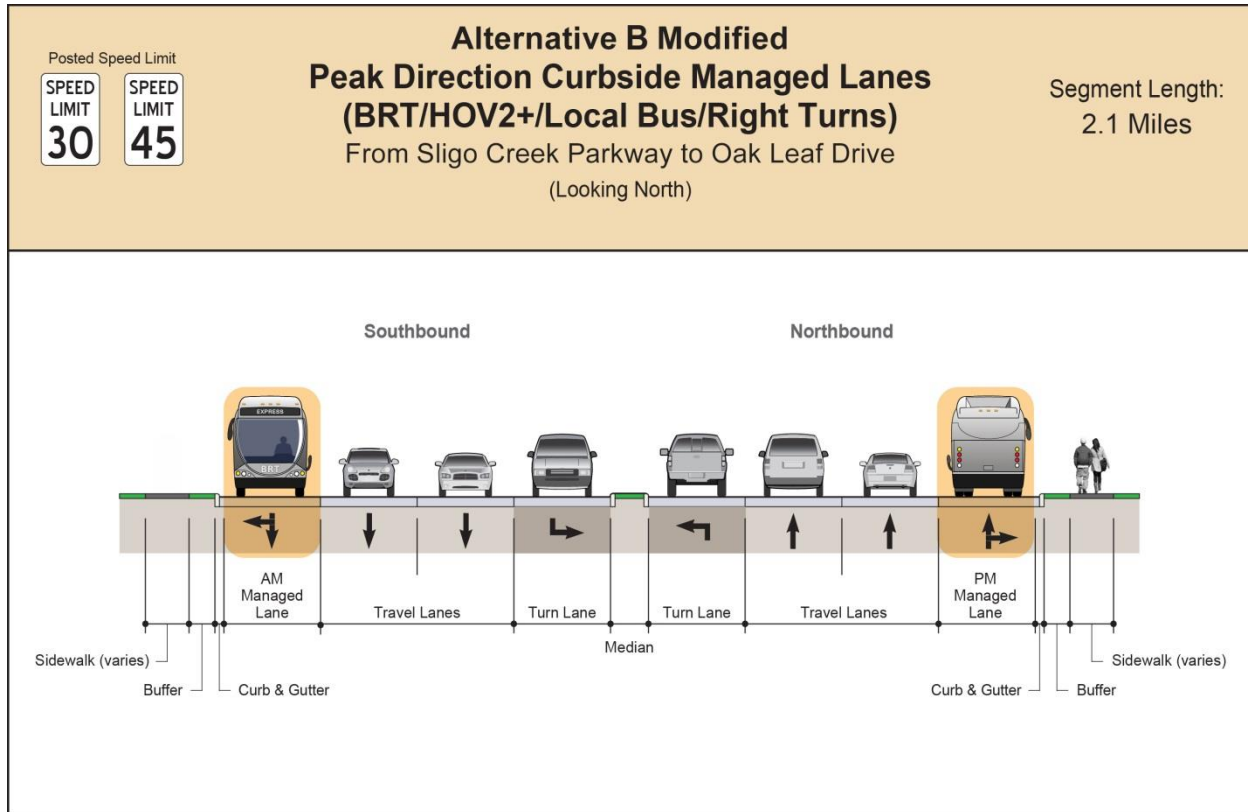 Posted Speed Limit
SPEED
LIMIT
30
SPEED
LIMIT
45
Alternative B Modified
Peak Direction Curbside Managed Lanes
(BRT/HOV2+/Local Bus/Right Turns)
From Sligo Creek Parkway to Oak Leaf Drive
(Looking North)
Segment Length:
2.1 Miles
Southbound
Northbound
EXPRESS
BRT
AM
Managed
Lane
Travel Lanes
Turn Lane
Median
Turn Lane
Travel Lanes
PM
Managed
Lane
Sidewalk (varies)
Buffer
Curb & Gutter
Curb & Gutter
Buffer
Sidewalk (varies)